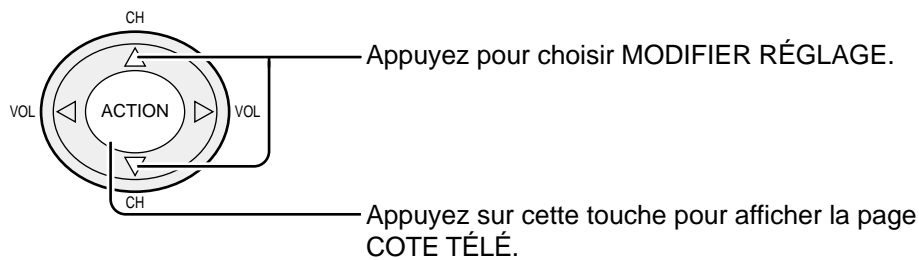 CH
Appuyez pour choisir MODIFIER RÉGLAGE.
VOL ACTION VOL
CH
Appuyez sur cette touche pour afficher la page
COTE TÉLÉ.